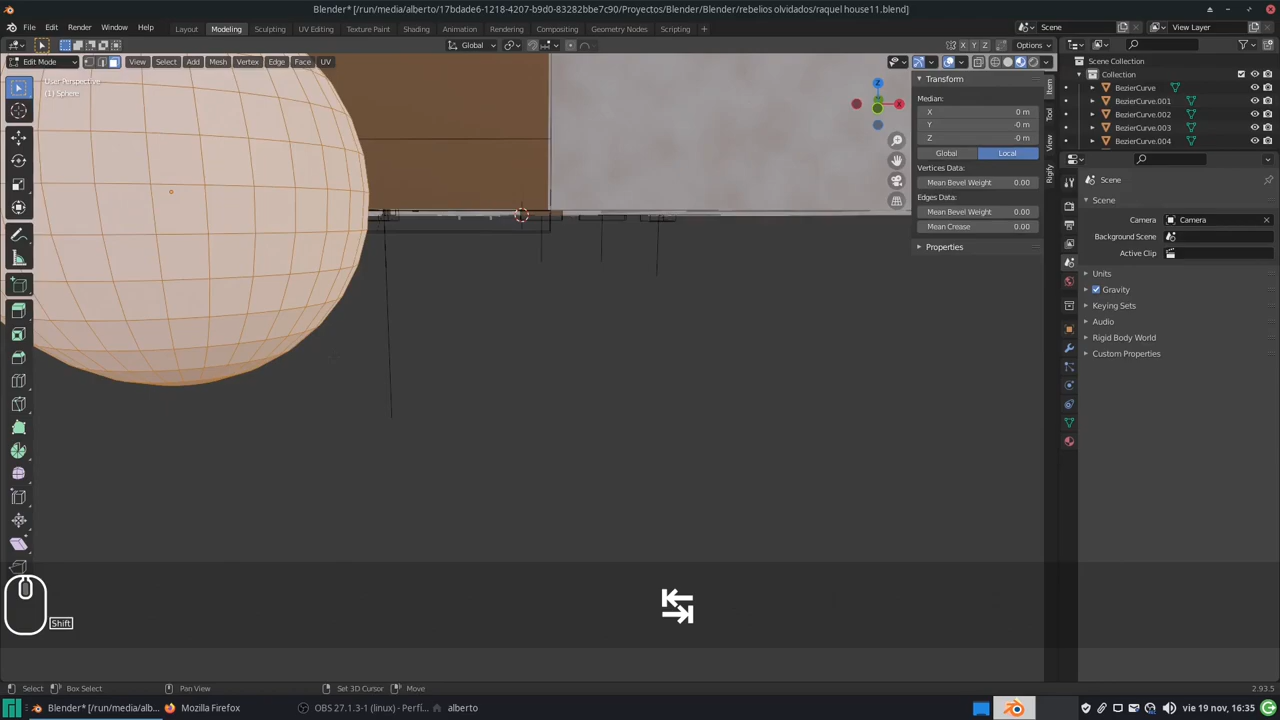 Blender* [/run/media/alberto/17bdade6-1218-4207-b9d0-83282bbe7c90/Proyectos/Blender/Blender/rebelios olvidados/raquel house11.blend]
File Edit Render Window Help Layout Modeling Sculpting UV Editing Texture Paint Shading Animation Rendering Compositing Geometry Nodes Scripting Scene View Layer
Global X Y Z Options
Edit Mode View Select Add Mesh Vertex Edge Face UV
Scene Collection
Collection
BezierCurve
BezierCurve.001
BezierCurve.002
BezierCurve.003
BezierCurve.004
User Perspective
(1) Sphere
Z
X
Transform
Median:
X 0 m
Y -0 m
Z -0 m
Global Local
Vertices Data:
Mean Bevel Weight 0.00
Edges Data:
Mean Bevel Weight 0.00
Mean Crease 0.00
Properties
Item
Tool
View
Rigify
Scene
Scene
Camera Camera
Background Scene
Active Clip
Units
Gravity
Keying Sets
Audio
Rigid Body World
Custom Properties
Shift
Select Box Select Pan View Set 3D Cursor Move 2.93.5
Blender* [/run/media/alb... Mozilla Firefox OBS 27.1.3-1 (linux) - Perfi... alberto vie 19 nov, 16:35